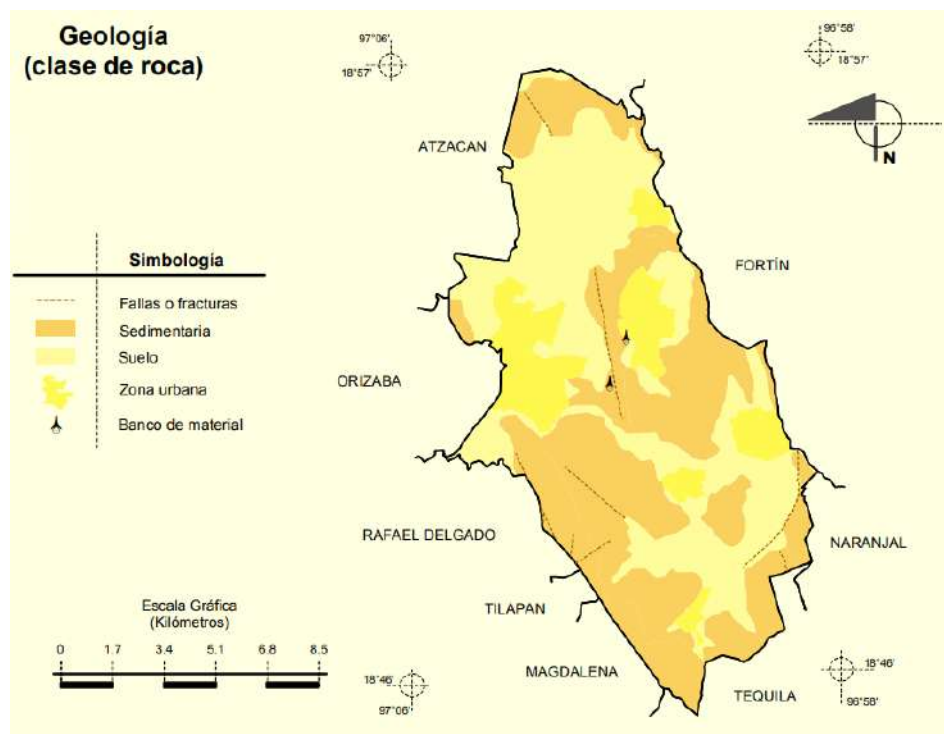 Geología
(clase de roca)
97°06'
18°57'
96°58'
18°57'
N
ATZACAN
FORTÍN
Simbología
Fallas o fracturas
Sedimentaria
Suelo
Zona urbana
Banco de material
ORIZABA
RAFAEL DELGADO
NARANJAL
TILAPAN
MAGDALENA
TEQUILA
Escala Gráfica
(Kilómetros)
0 1.7 3.4 5.1 6.8 8.5
18°46'
97°06'
18°46'
96°58'